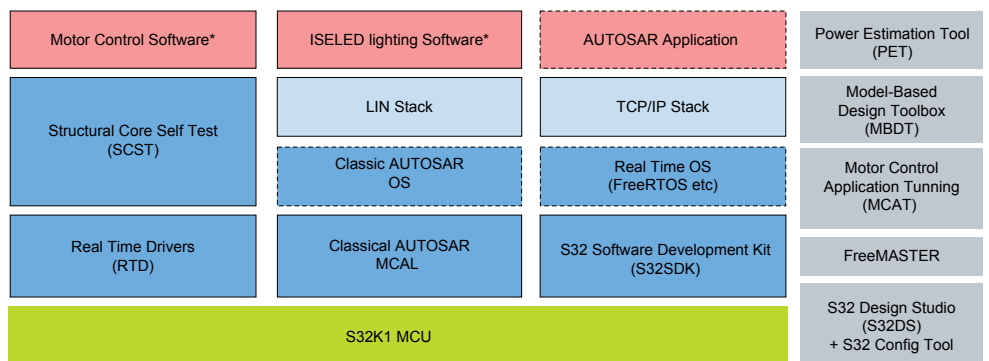 Motor Control Software*
ISELED lighting Software*
AUTOSAR Application
Power Estimation Tool
(PET)
Structural Core Self Test
(SCST)
LIN Stack
TCP/IP Stack
Model-Based
Design Toolbox
(MBDT)
Classic AUTOSAR
OS
Real Time OS
(FreeRTOS etc)
Motor Control
Application Tunning
(MCAT)
Real Time Drivers
(RTD)
Classical AUTOSAR
MCAL
S32 Software Development Kit
(S32SDK)
FreeMASTER
S32K1 MCU
S32 Design Studio
(S32DS)
+ S32 Config Tool